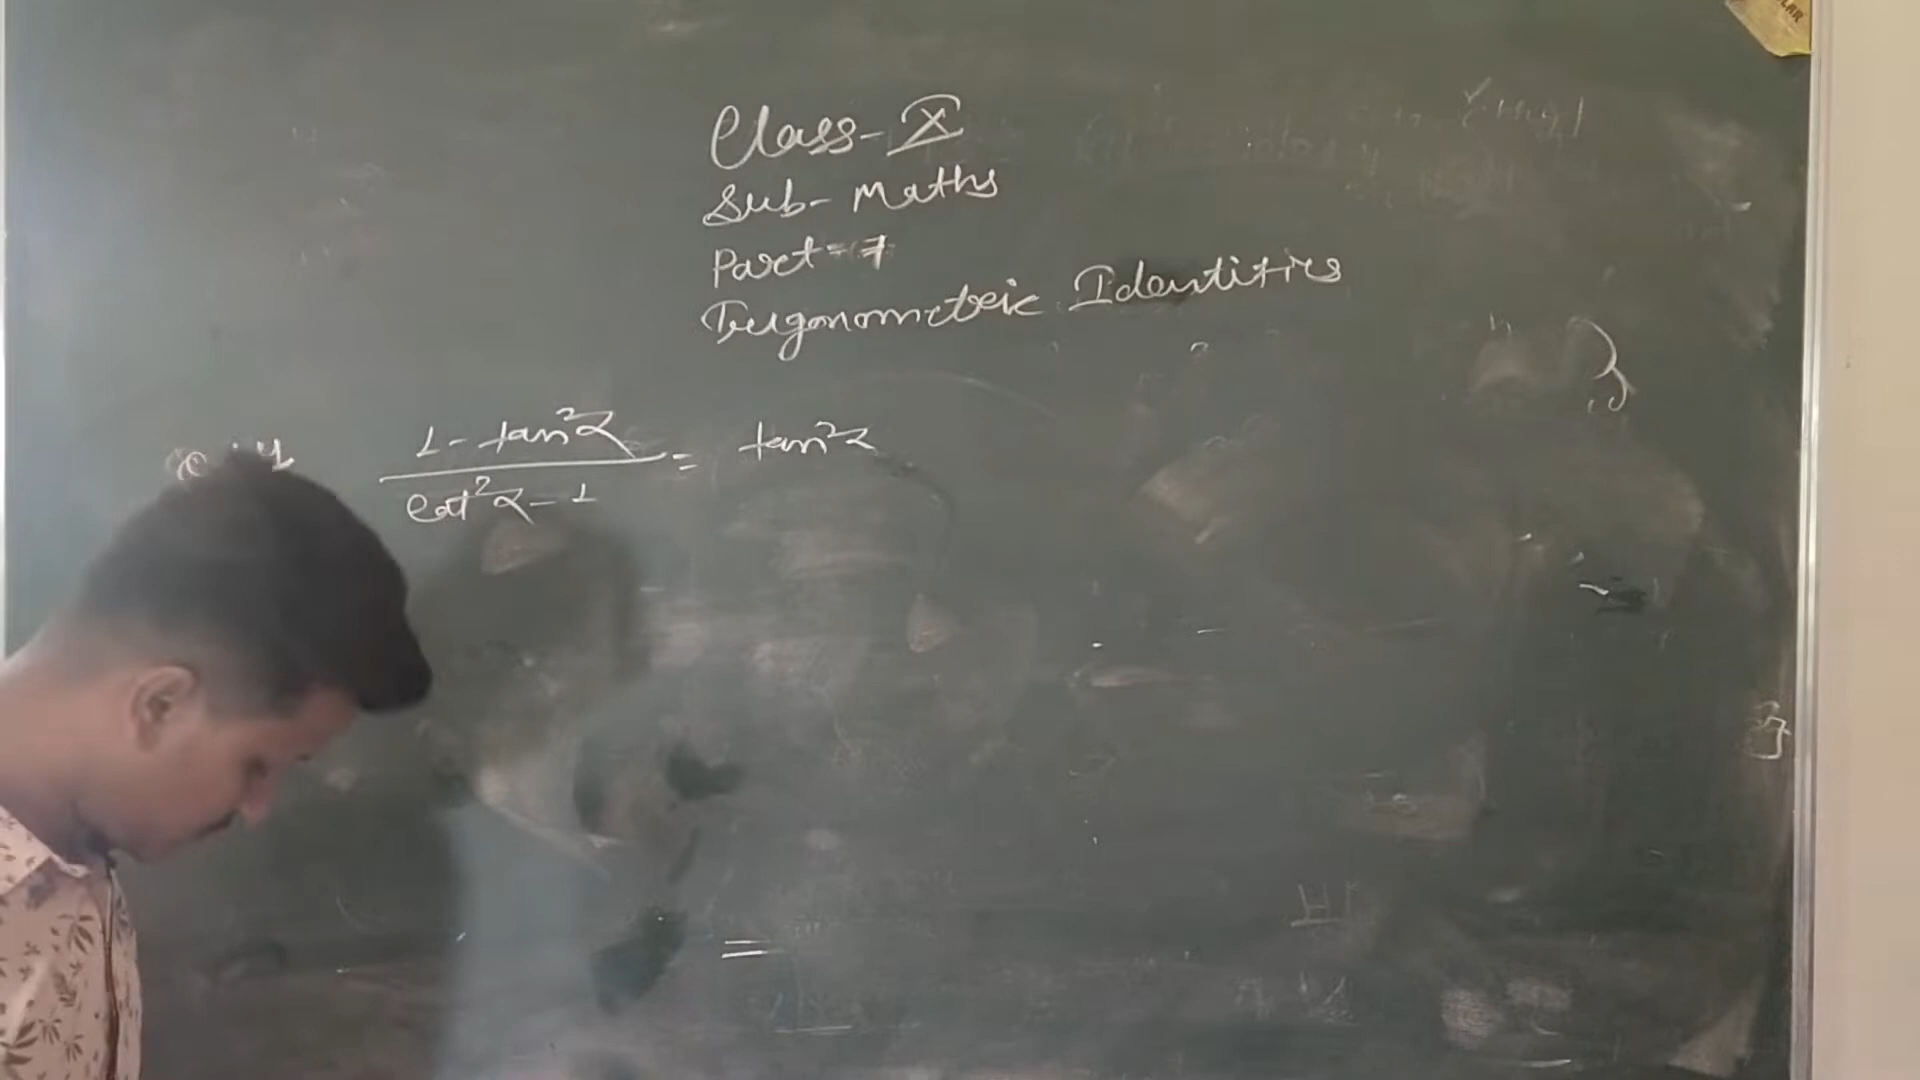 Class-X
Sub- Maths
Part-7
Trigonometric Identities
1-tan²α
——— = tan²α
cot²α-1